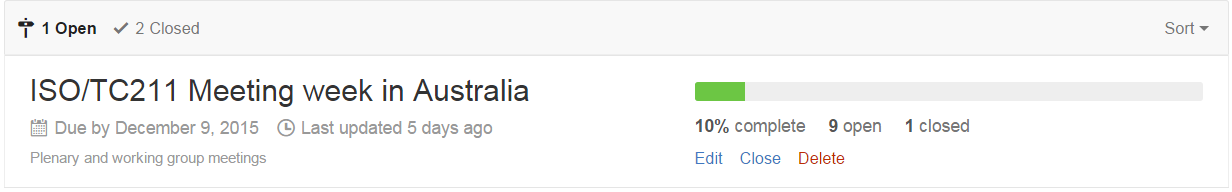 1 Open 2 Closed Sort
ISO/TC211 Meeting week in Australia
Due by December 9, 2015 Last updated 5 days ago
Plenary and working group meetings
10% complete 9 open 1 closed
Edit Close Delete